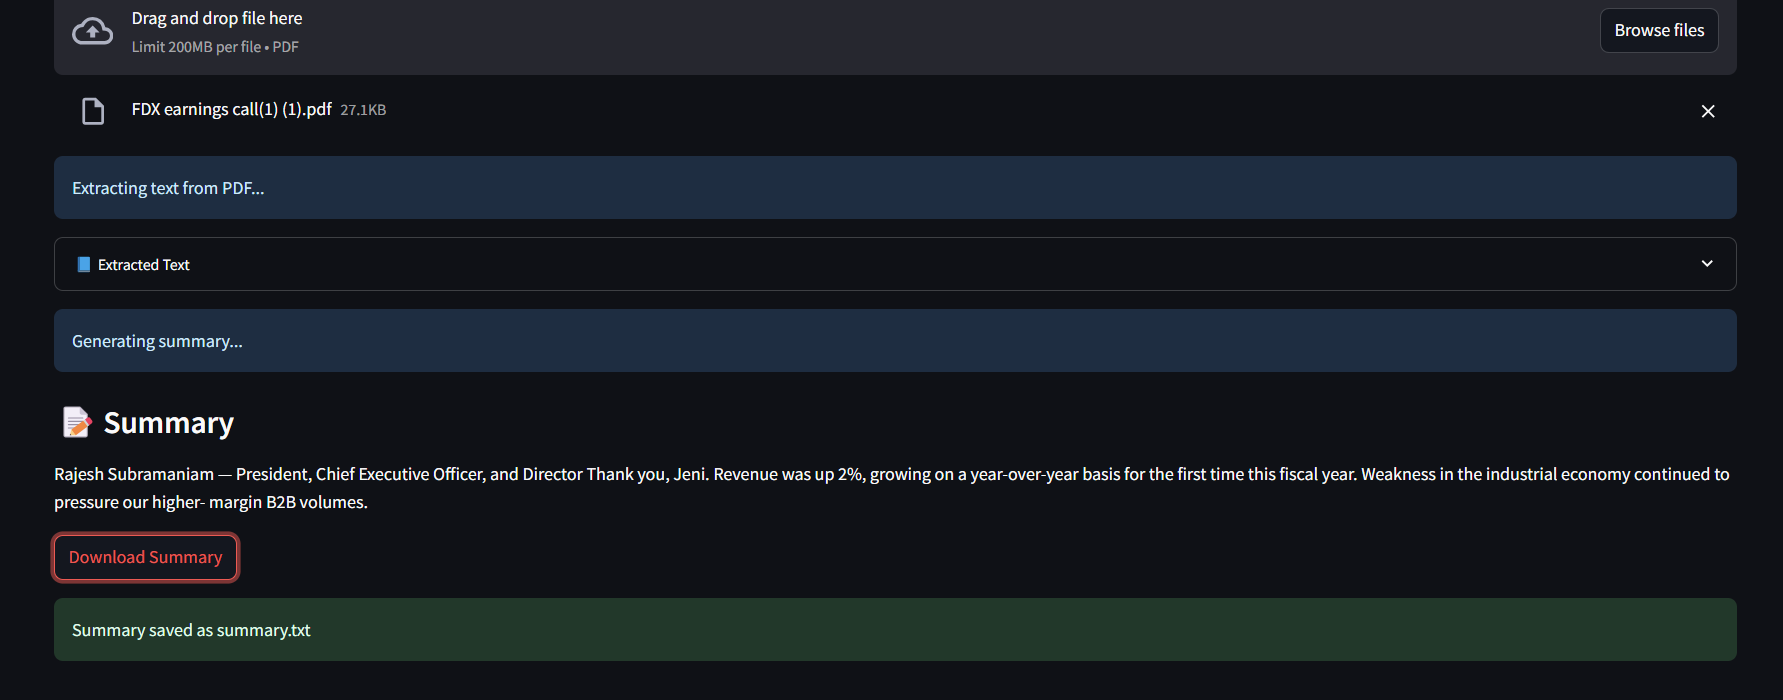 Drag and drop file here
Limit 200MB per file • PDF
Browse files
FDX earnings call(1) (1).pdf 27.1KB
Extracting text from PDF...
Extracted Text
Generating summary...
Summary
Rajesh Subramaniam — President, Chief Executive Officer, and Director Thank you, Jeni. Revenue was up 2%, growing on a year-over-year basis for the first time this fiscal year. Weakness in the industrial economy continued to
pressure our higher- margin B2B volumes.
Download Summary
Summary saved as summary.txt